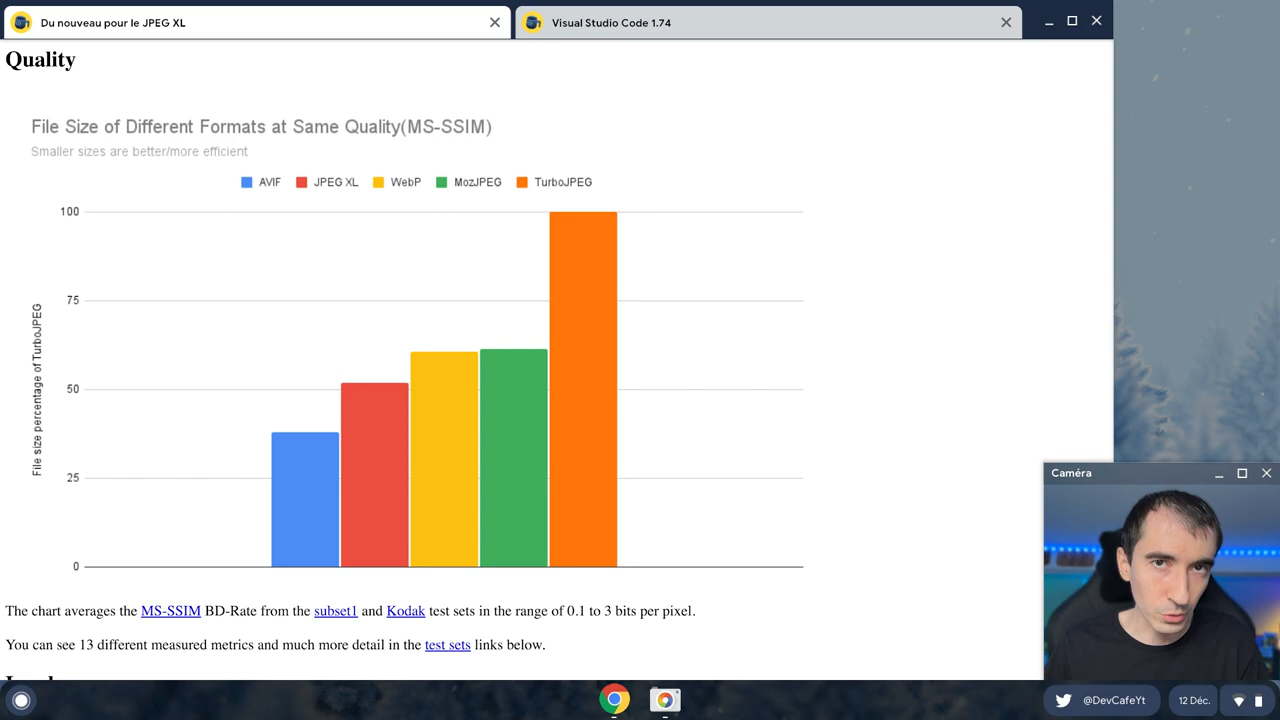 Du nouveau pour le JPEG XL
Visual Studio Code 1.74
Quality
File Size of Different Formats at Same Quality(MS-SSIM)
Smaller sizes are better/more efficient
AVIF JPEG XL WebP MozJPEG TurboJPEG
100
75
50
25
0
File size percentage of TurboJPEG
The chart averages the MS-SSIM BD-Rate from the subset1 and Kodak test sets in the range of 0.1 to 3 bits per pixel.
You can see 13 different measured metrics and much more detail in the test sets links below.
Caméra
@DevCafeYt
12 Déc.